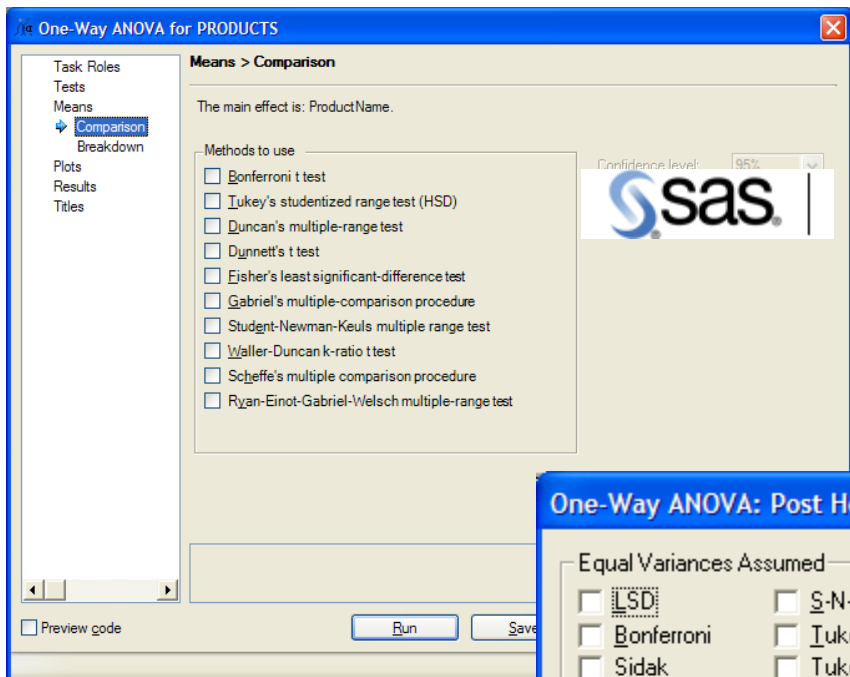 One-Way ANOVA for PRODUCTS
Task Roles
Tests
Means
Comparison
Breakdown
Plots
Results
Titles
Means > Comparison
The main effect is: ProductName.
Methods to use
Bonferroni t test
Tukey's studentized range test (HSD)
Duncan's multiple-range test
Dunnett's t test
Fisher's least significant-difference test
Gabriel's multiple-comparison procedure
Student-Newman-Keuls multiple range test
Waller-Duncan k-ratio t test
Scheffe's multiple comparison procedure
Ryan-Einot-Gabriel-Welsch multiple-range test
Confidence level: 95%
sas
Preview code
Run
Save
One-Way ANOVA: Post H
Equal Variances Assumed
LSD
S-N-
Bonferroni
Tuk
Sidak
Tuk